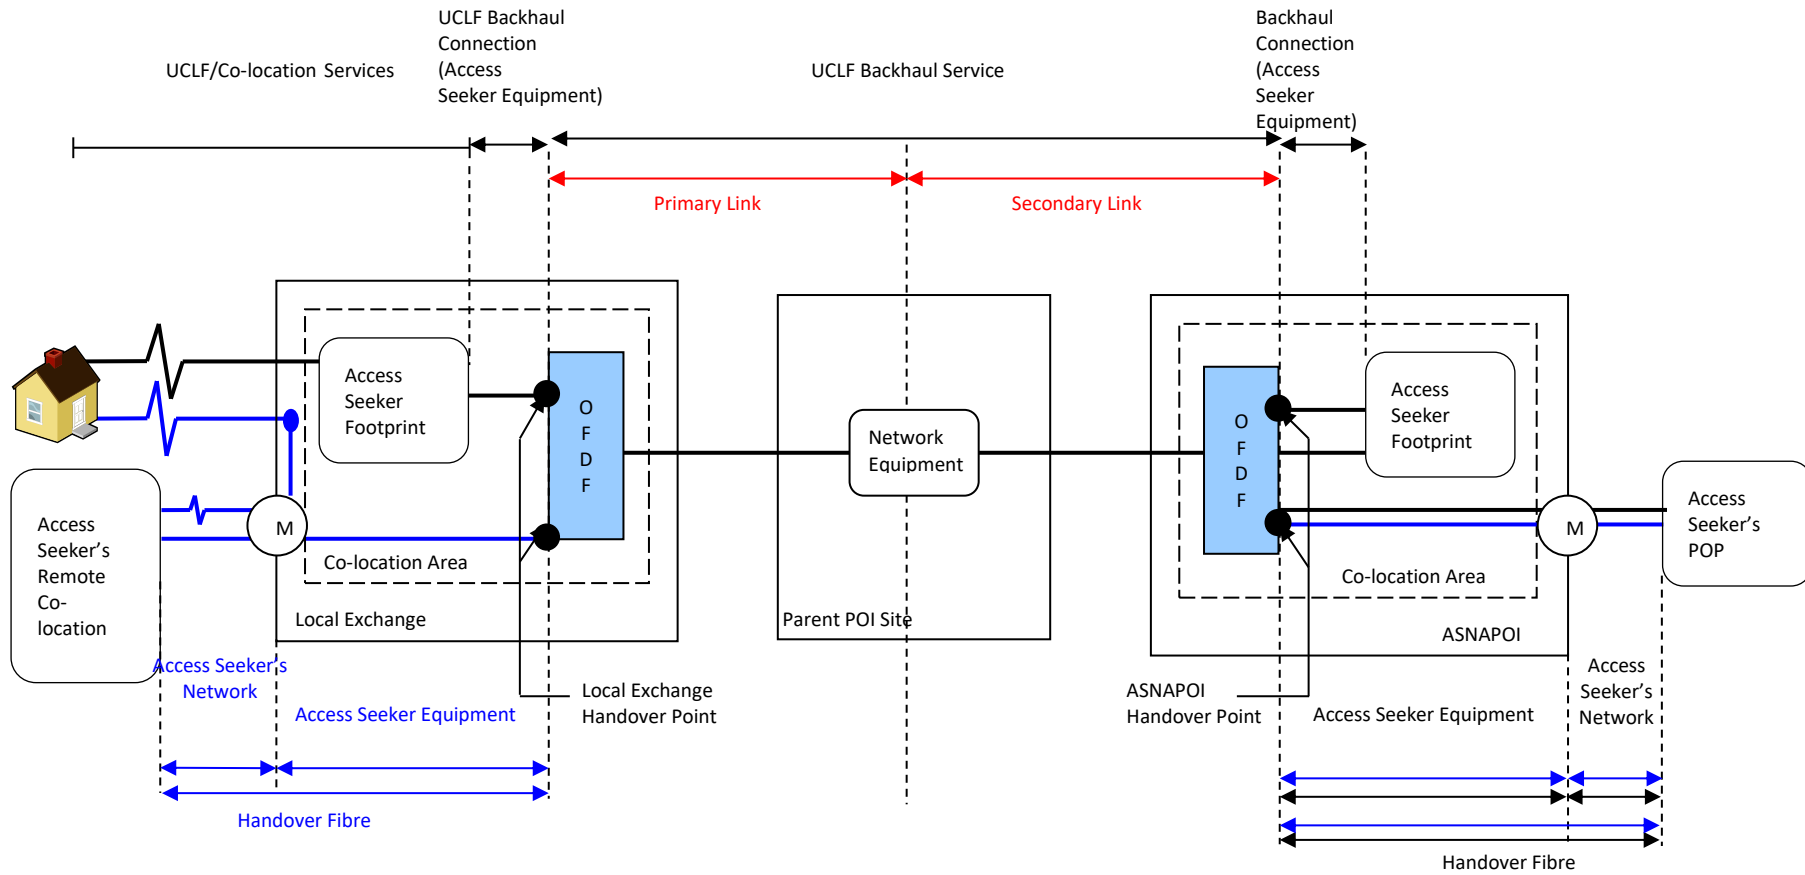 UCLF Backhaul
Connection
(Access
Seeker Equipment)
Backhaul
Connection
(Access
Seeker
Equipment)
UCLF/Co-location Services
UCLF Backhaul Service
Primary Link
Secondary Link
Access
Seeker
Footprint
O
F
D
F
Network
Equipment
O
F
D
F
Access
Seeker
Footprint
Access
Seeker's
Remote
Co-
location
M
M
Access
Seeker's
POP
Co-location Area
Co-location Area
Local Exchange
Parent POI Site
ASNAPOI
Access Seeker's
Network
Access Seeker Equipment
Local Exchange
Handover Point
ASNAPOI
Handover Point
Access Seeker Equipment
Access
Seeker's
Network
Handover Fibre
Handover Fibre